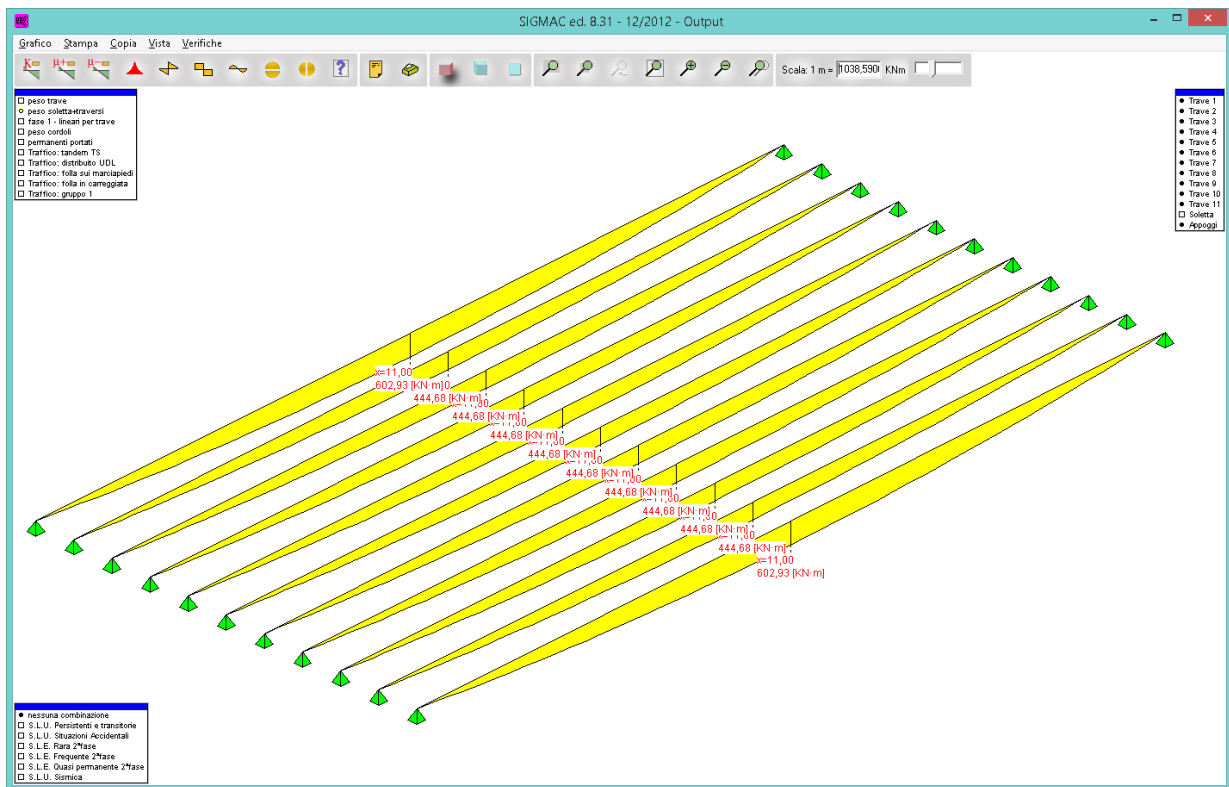 eng
SIGMAC ed. 8.31 - 12/2012 - Output
Grafico Stampa Copia Vista Verifiche
K μ+ μ− ?
Scala: 1 m = 1038,590 KNm
peso trave
peso soletta+traversi
fase 1 - lineari per trave
peso cordoli
permanenti portati
Traffico: tandem TS
Traffico: distribuito UDL
Traffico: folla sui marciapiedi
Traffico: folla in carreggiata
Traffico: gruppo 1
Trave 1
Trave 2
Trave 3
Trave 4
Trave 5
Trave 6
Trave 7
Trave 8
Trave 9
Trave 10
Trave 11
Soletta
Appoggi
x=11,00
602,93 [KN·m]
444,68 [KN·m]
444,68 [KN·m]
444,68 [KN·m]
444,68 [KN·m]
444,68 [KN·m]
444,68 [KN·m]
444,68 [KN·m]
444,68 [KN·m]
444,68 [KN·m]
x=11,00
602,93 [KN·m]
nessuna combinazione
S.L.U. Persistenti e transitorie
S.L.U. Situazioni Accidentali
S.L.E. Rara 2ªfase
S.L.E. Frequente 2ªfase
S.L.E. Quasi permanente 2ªfase
S.L.U. Sismica